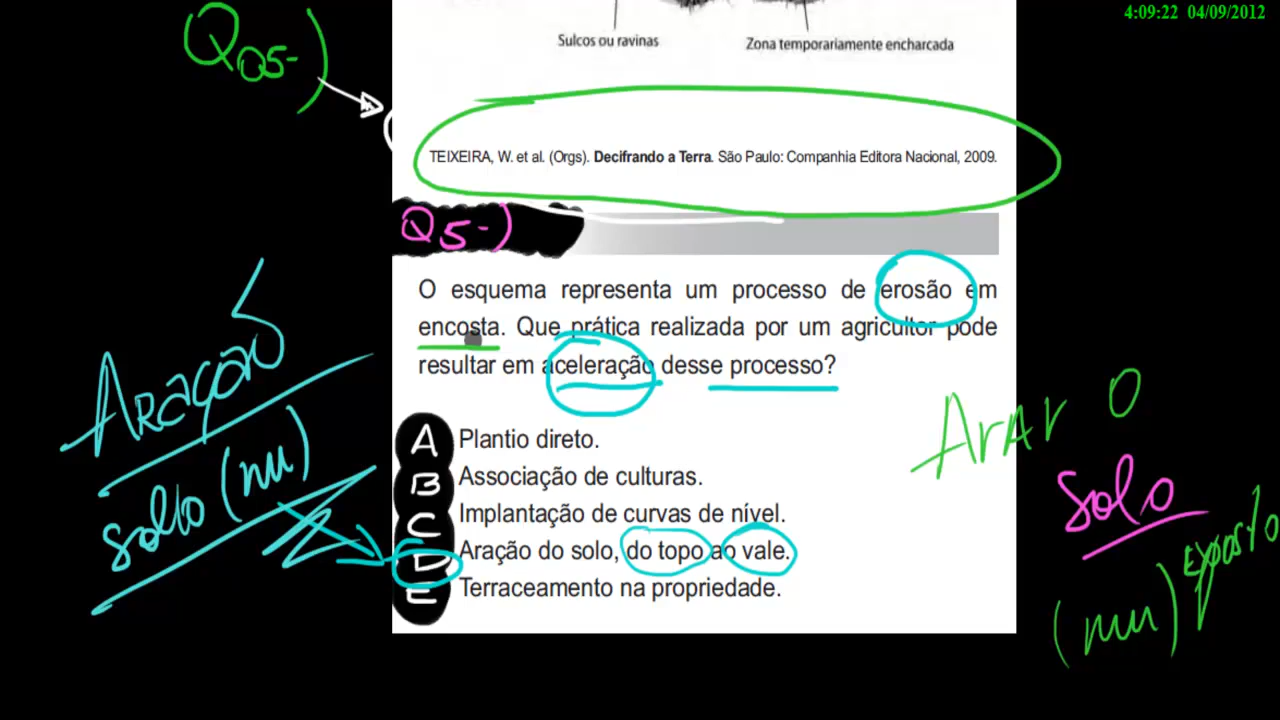 4:09:22 04/09/2012
Q05-)
Sulcos ou ravinas
Zona temporariamente encharcada
TEIXEIRA, W. et al. (Orgs). Decifrando a Terra. São Paulo: Companhia Editora Nacional, 2009.
Q5-)
O esquema representa um processo de erosão em
encosta. Que prática realizada por um agricultor pode
resultar em aceleração desse processo?
A Plantio direto.
B Associação de culturas.
C Implantação de curvas de nível.
D Aração do solo, do topo ao vale.
E Terraceamento na propriedade.
Aração
solto (nu)
Arar o
Solo
exposto
(nu)